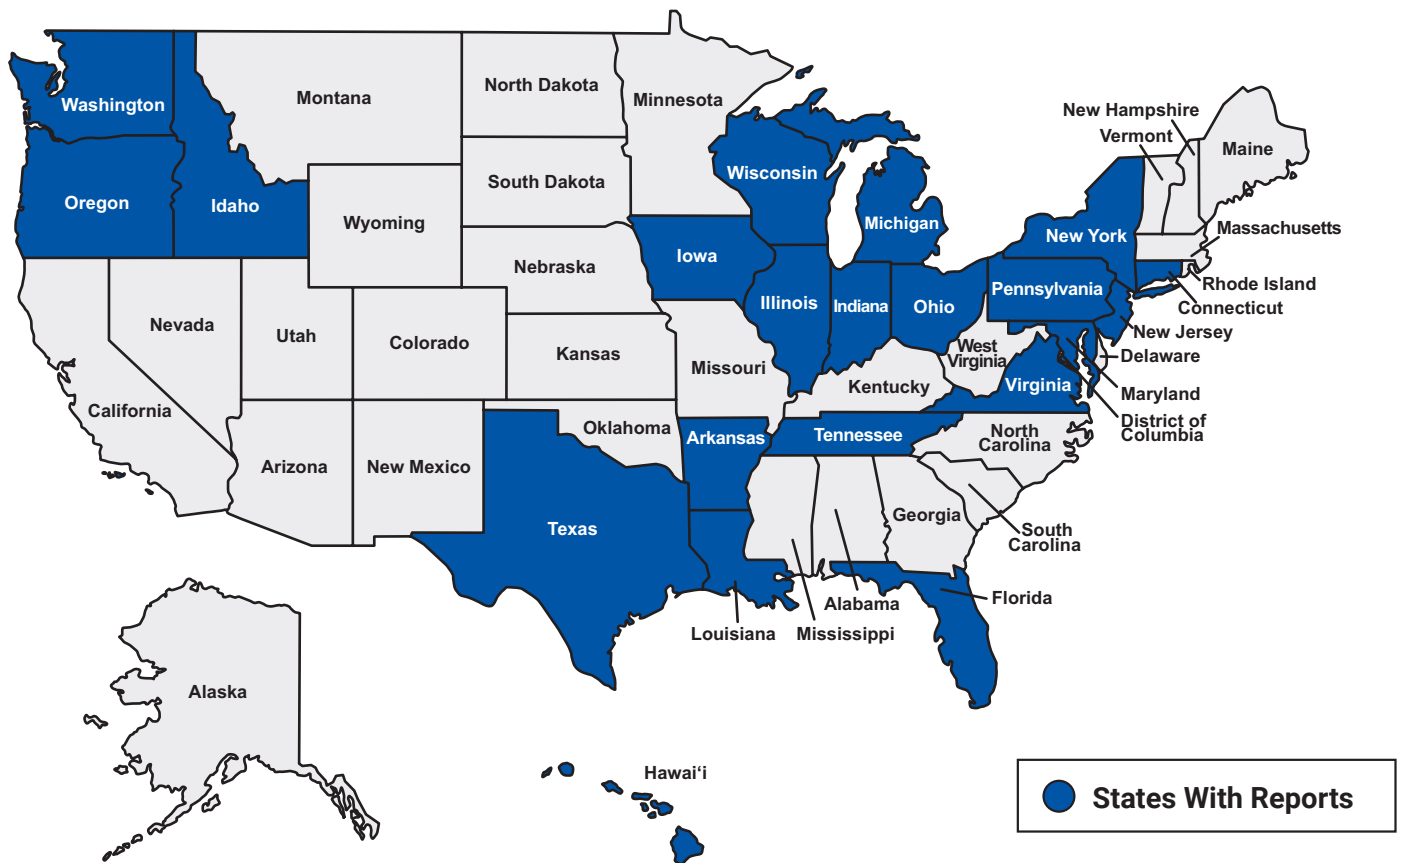 Washington
Montana
North Dakota
Minnesota
New Hampshire
Vermont
Maine
Oregon
Idaho
Wyoming
South Dakota
Wisconsin
Michigan
New York
Massachusetts
Nebraska
Iowa
Illinois
Indiana
Ohio
Pennsylvania
Rhode Island
Connecticut
New Jersey
Delaware
Maryland
District of
Columbia
Nevada
Utah
Colorado
Kansas
Missouri
West
Virginia
Virginia
Kentucky
California
Arizona
New Mexico
Oklahoma
Arkansas
Tennessee
North
Carolina
Texas
Georgia
South
Carolina
Louisiana
Mississippi
Alabama
Florida
Alaska
Hawai‘i
States With Reports